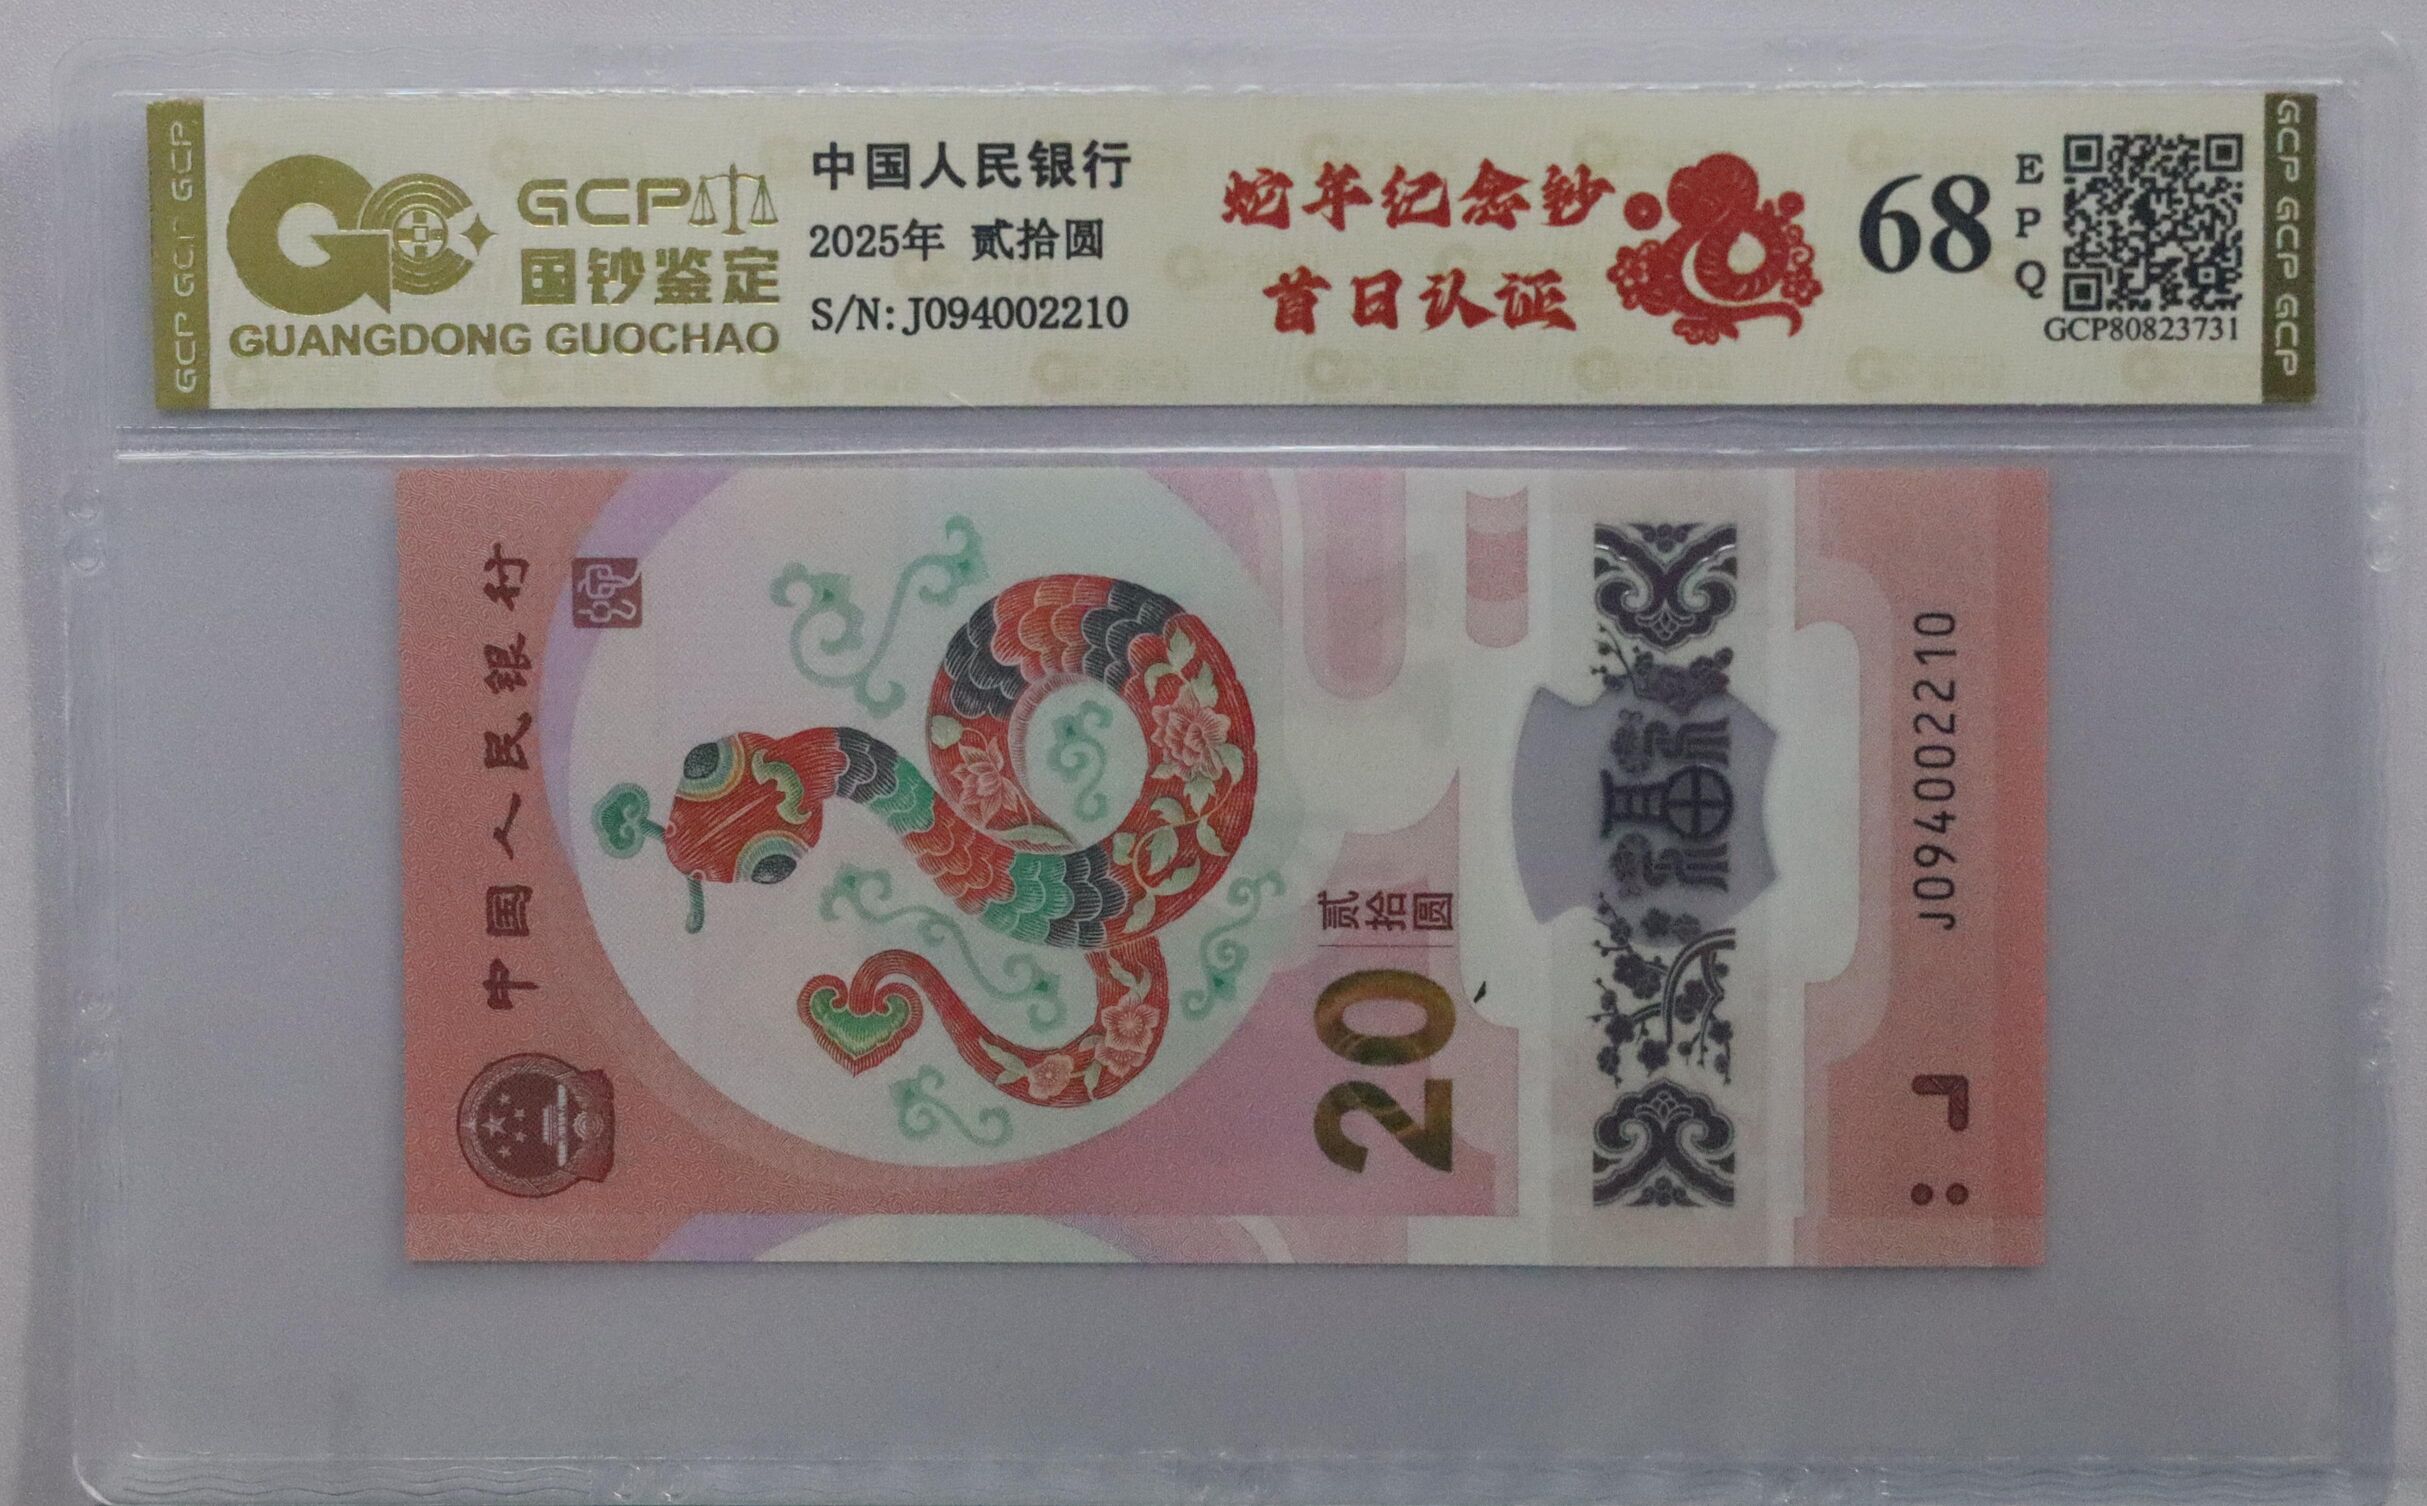 GCP GCP GCP
GCP
国钞鉴定
GUANGDONG GUOCHAO
中国人民银行
2025年 贰拾圆
S/N: J094002210
蛇年纪念钞
首日认证
68
EPQ
GCP80823731
GCP GCP GCP
中国人民银行
蛇
20
贰拾圆
福
J094002210